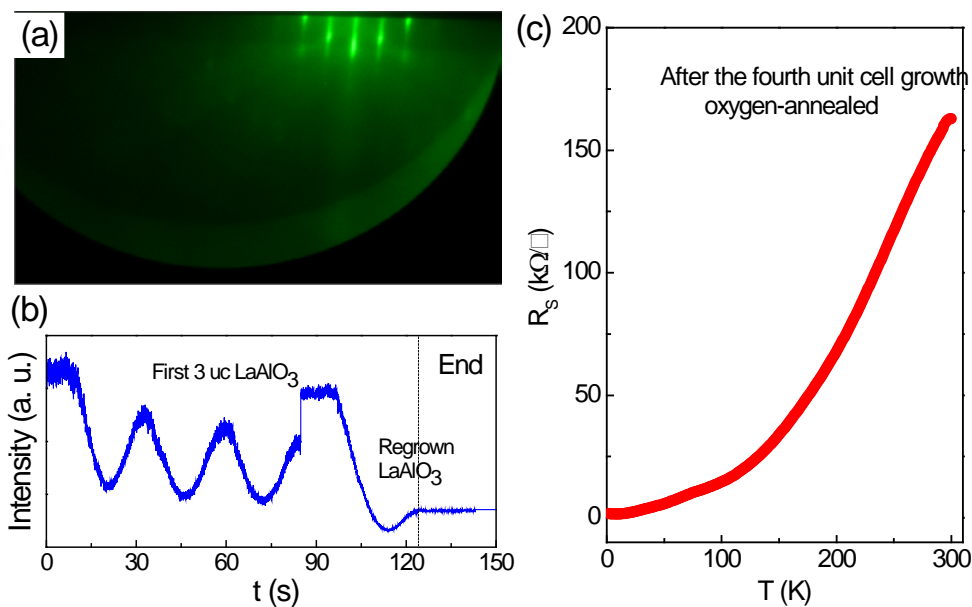 (a)
(b)
Intensity (a. u.)
First 3 uc LaAlO3
End
Regrown
LaAlO3
0 30 60 90 120 150
t (s)
(c)
200
After the fourth unit cell growth
oxygen-annealed
150
100
50
0
RS (kΩ/□)
0 100 200 300
T (K)